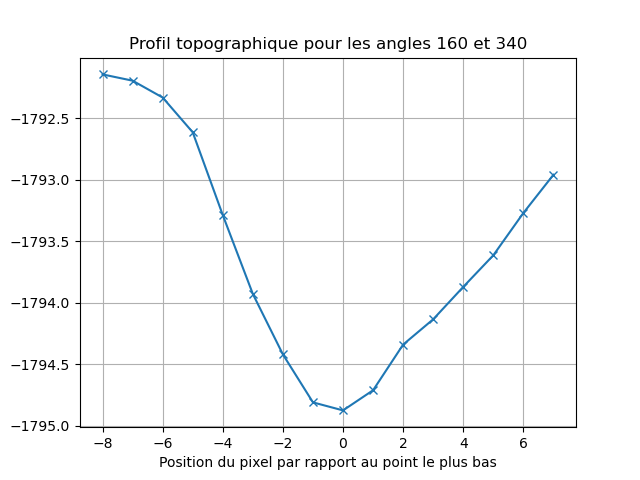 Profil topographique pour les angles 160 et 340
−1792.5
−1793.0
−1793.5
−1794.0
−1794.5
−1795.0
−8 −6 −4 −2 0 2 4 6
Position du pixel par rapport au point le plus bas